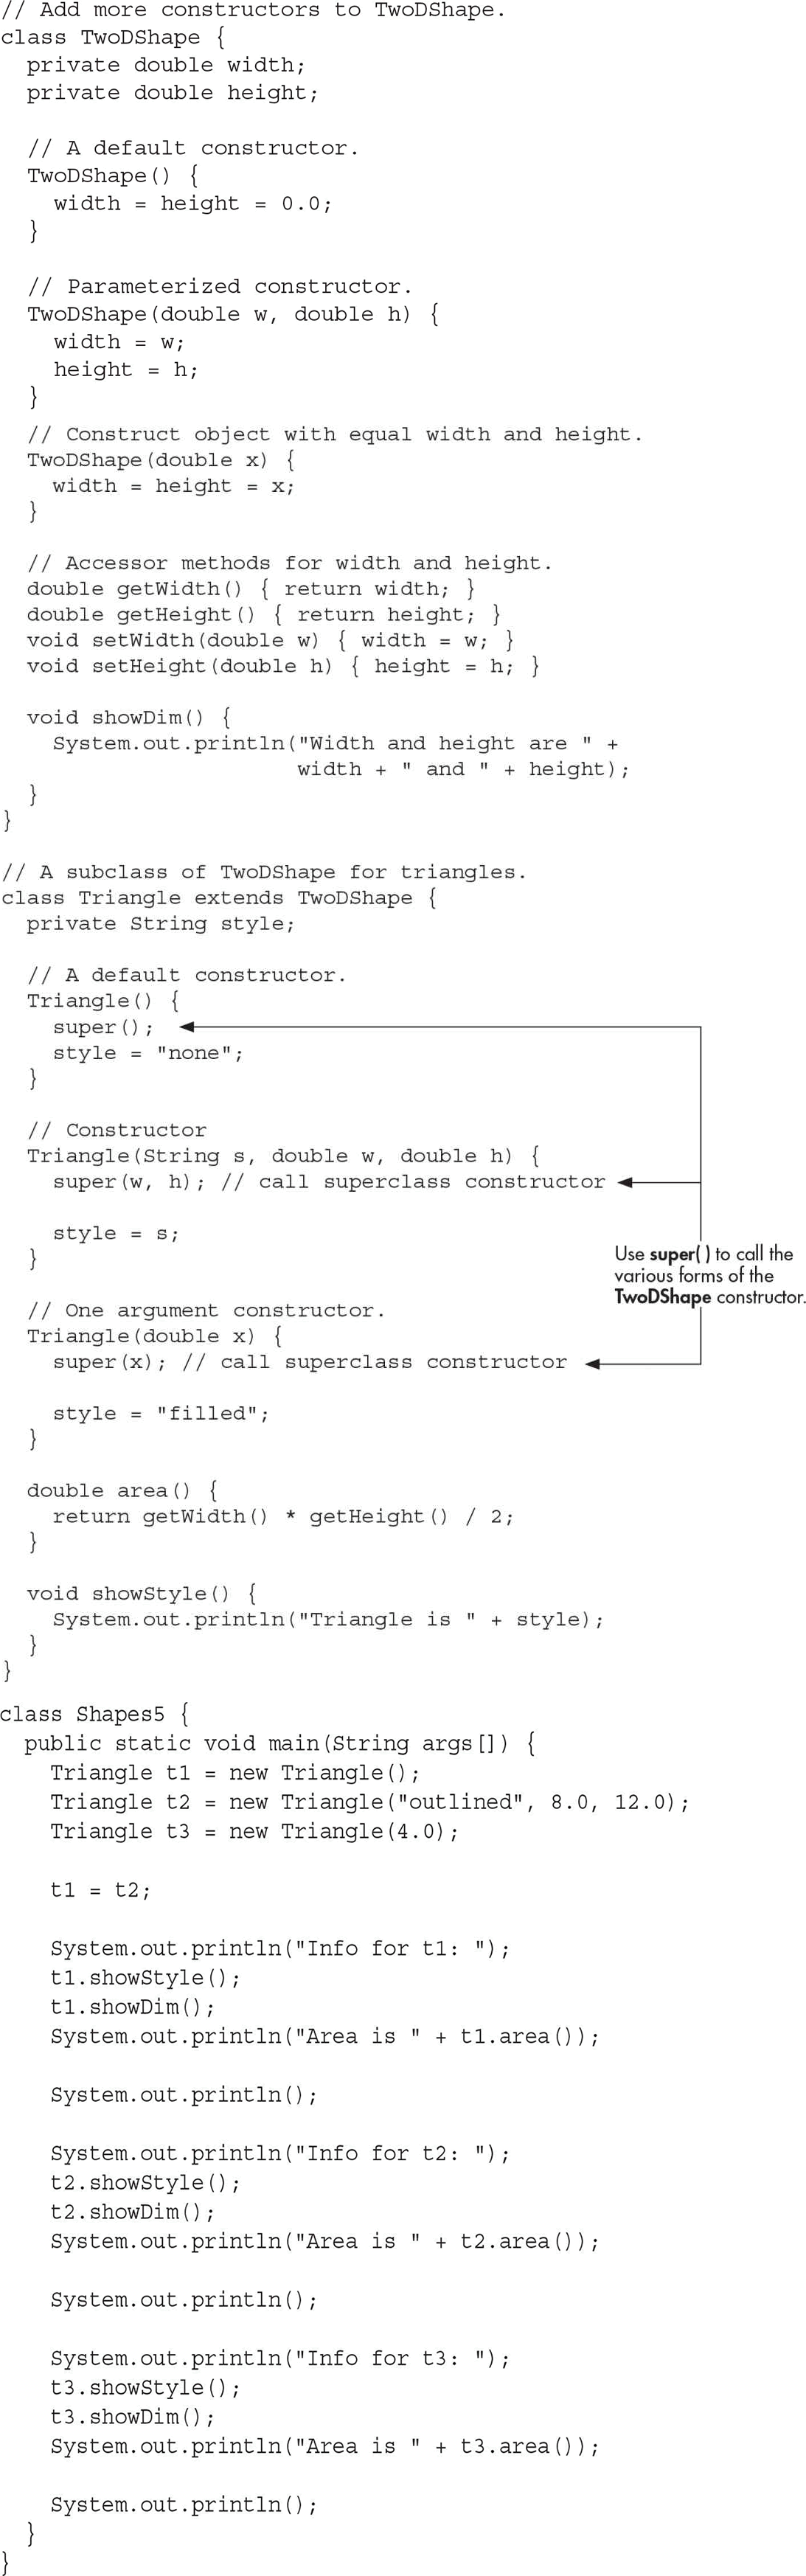 // Add more constructors to TwoDShape.
class TwoDShape {
  private double width;
  private double height;

  // A default constructor.
  TwoDShape() {
    width = height = 0.0;
  }

  // Parameterized constructor.
  TwoDShape(double w, double h) {
    width = w;
    height = h;
  }
  // Construct object with equal width and height.
  TwoDShape(double x) {
    width = height = x;
  }

  // Accessor methods for width and height.
  double getWidth() { return width; }
  double getHeight() { return height; }
  void setWidth(double w) { width = w; }
  void setHeight(double h) { height = h; }

  void showDim() {
    System.out.println("Width and height are " +
                       width + " and " + height);
  }
}

// A subclass of TwoDShape for triangles.
class Triangle extends TwoDShape {
  private String style;

  // A default constructor.
  Triangle() {
    super();
    style = "none";
  }

  // Constructor
  Triangle(String s, double w, double h) {
    super(w, h); // call superclass constructor

    style = s;
  }

  // One argument constructor.
  Triangle(double x) {
    super(x); // call superclass constructor

    style = "filled";
  }

  double area() {
    return getWidth() * getHeight() / 2;
  }

  void showStyle() {
    System.out.println("Triangle is " + style);
  }
}
Use super( ) to call the
various forms of the
TwoDShape constructor.
class Shapes5 {
  public static void main(String args[]) {
    Triangle t1 = new Triangle();
    Triangle t2 = new Triangle("outlined", 8.0, 12.0);
    Triangle t3 = new Triangle(4.0);

    t1 = t2;

    System.out.println("Info for t1: ");
    t1.showStyle();
    t1.showDim();
    System.out.println("Area is " + t1.area());

    System.out.println();

    System.out.println("Info for t2: ");
    t2.showStyle();
    t2.showDim();
    System.out.println("Area is " + t2.area());

    System.out.println();

    System.out.println("Info for t3: ");
    t3.showStyle();
    t3.showDim();
    System.out.println("Area is " + t3.area());

    System.out.println();
  }
}